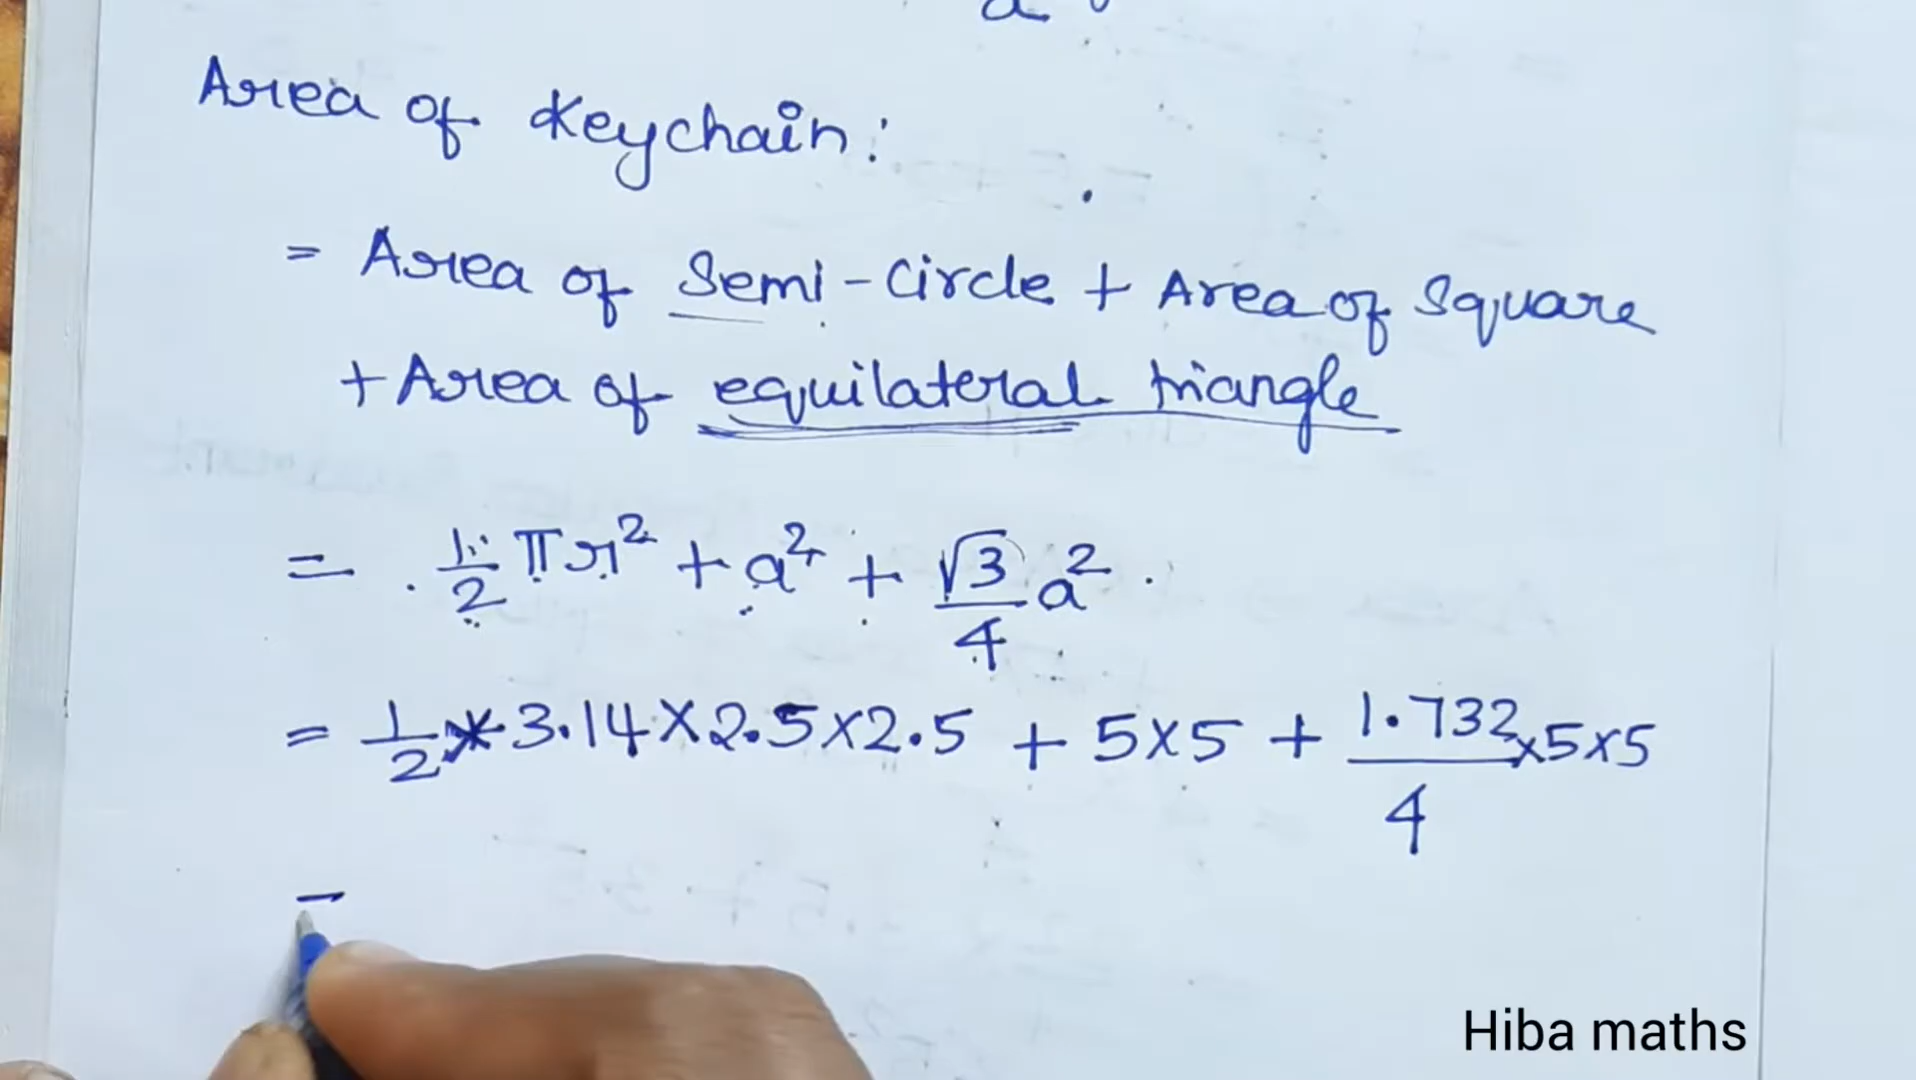 Area of Keychain:
= Area of Semi-Circle + Area of Square
+ Area of equilateral triangle
= 1/2 πr² + a² + √3/4 a²
= 1/2 × 3.14 × 2.5 × 2.5 + 5 × 5 + 1.732/4 × 5 × 5
Hiba maths